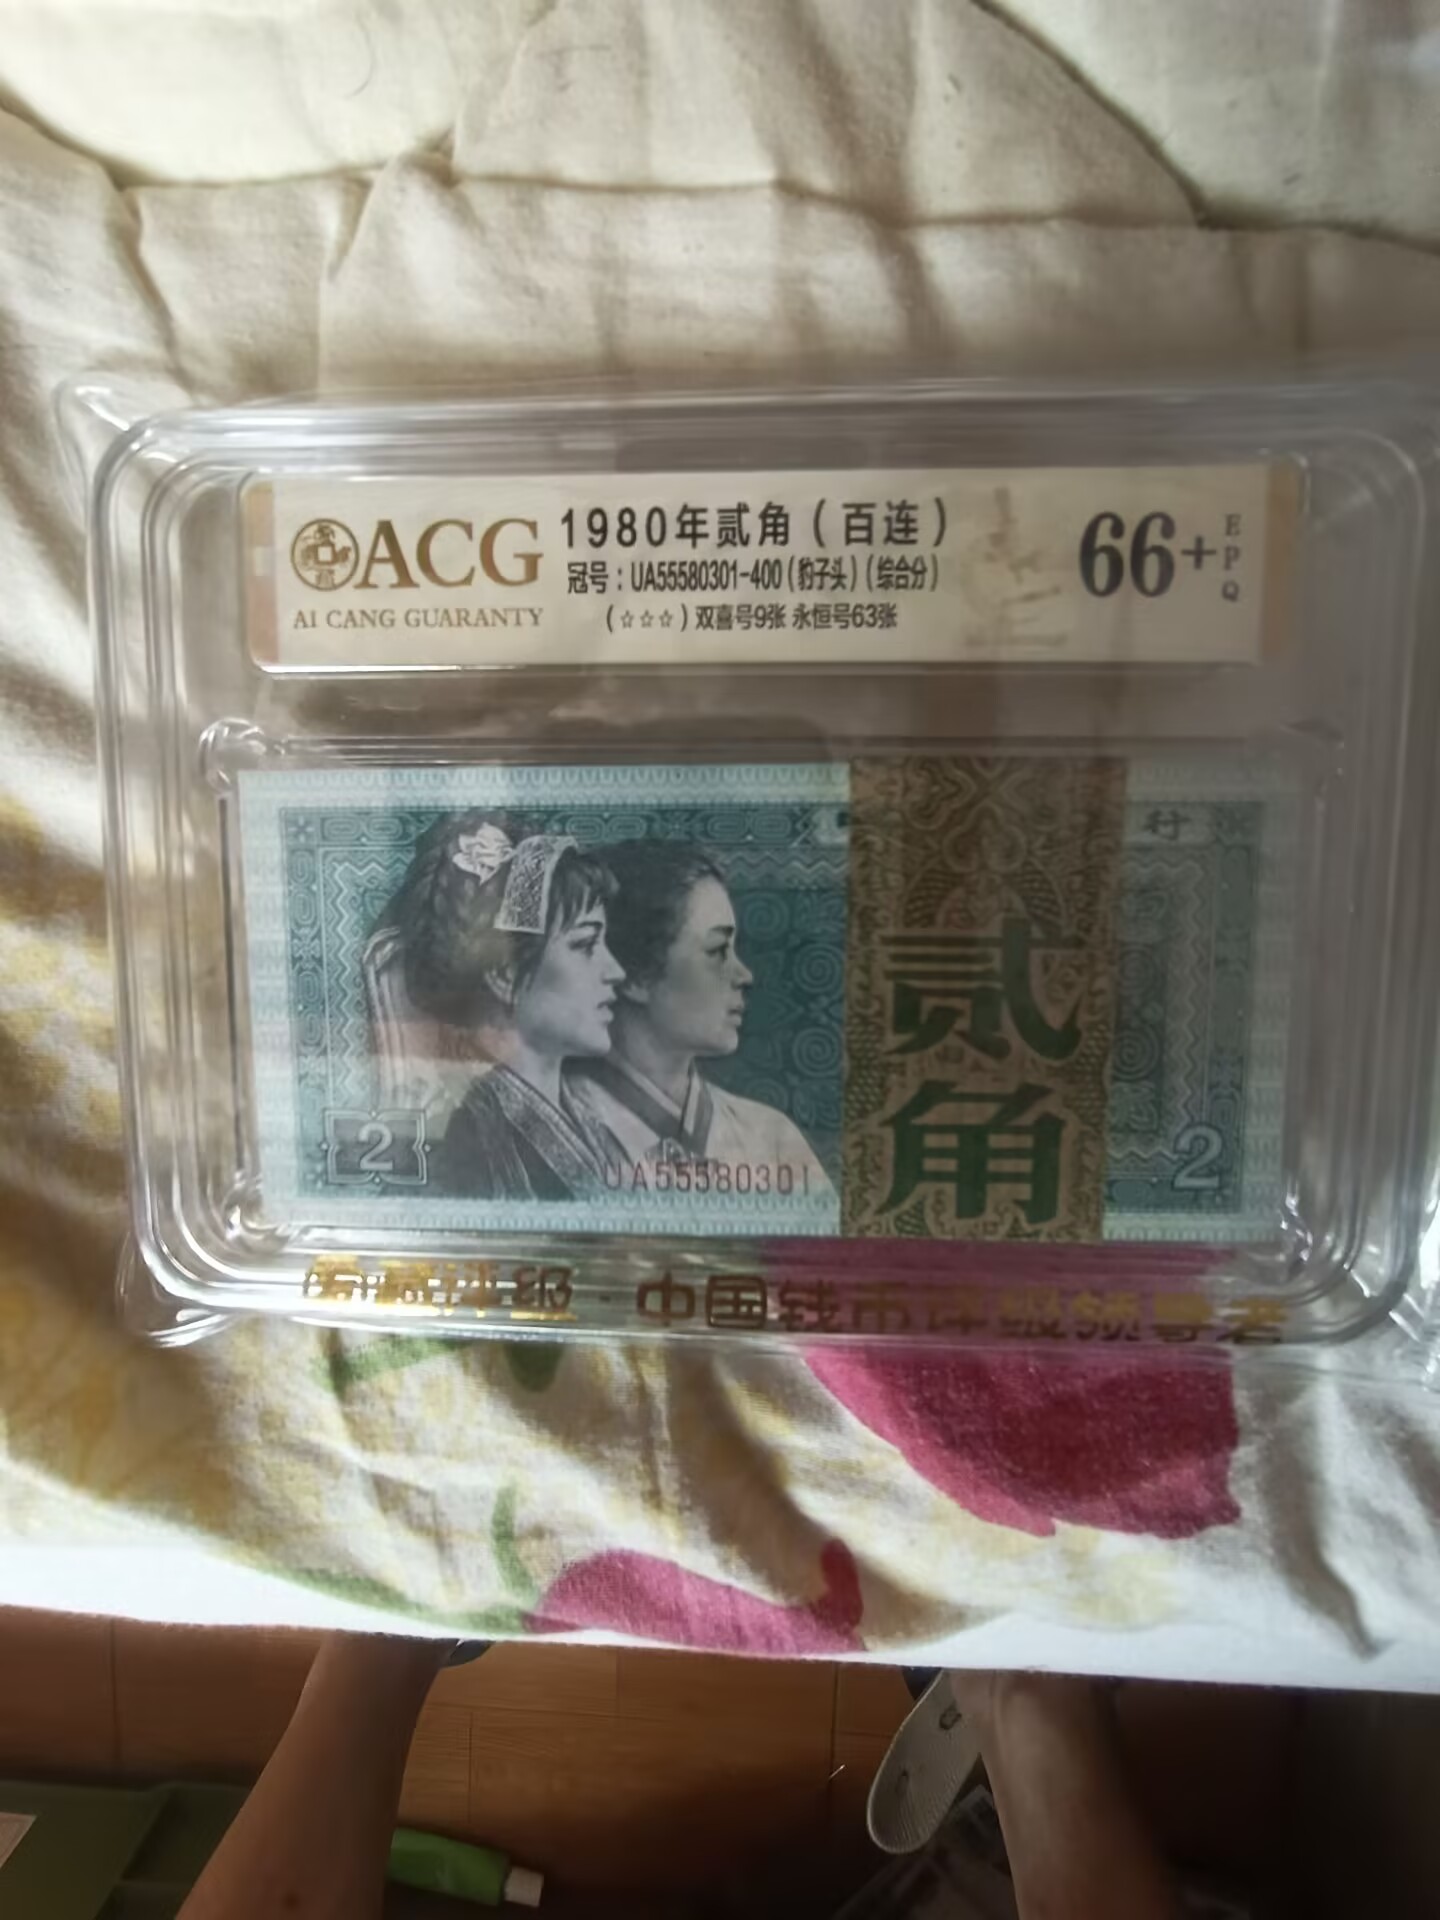 ACG
AI CANG GUARANTY
1980年贰角(百连)
冠号:UA55580301-400(豹子头)(综合分)
(☆☆☆)双喜号9张 永恒号63张
66+
EPQ
行
贰角
2
UA55580301
2
中国钱币评级领导者